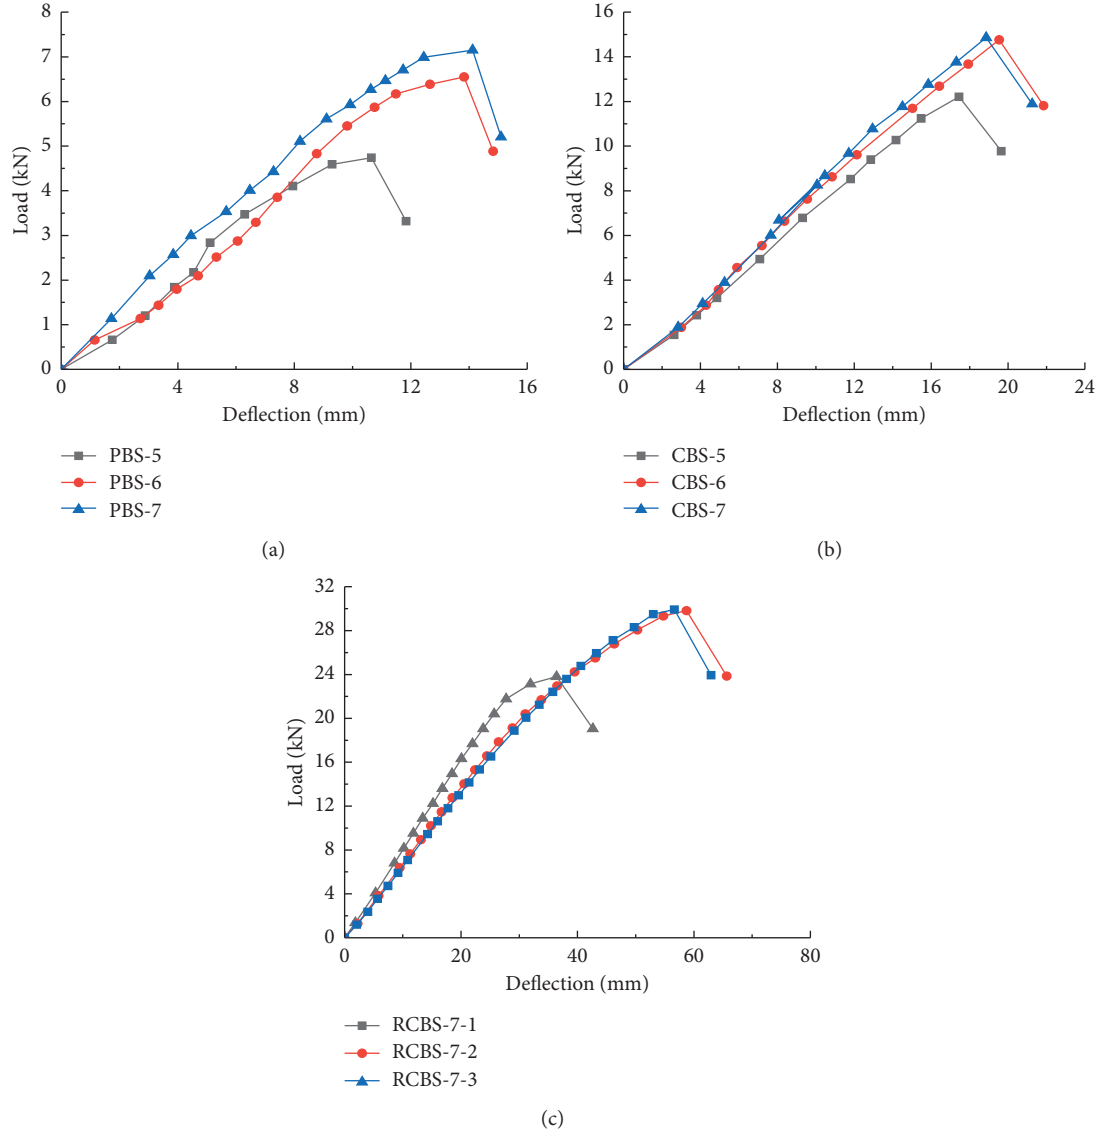 8
7
6
5
4
3
2
1
0
Load (kN)
0 4 8 12 16
Deflection (mm)
PBS-5
PBS-6
PBS-7
(a)
16
14
12
10
8
6
4
2
0
Load (kN)
0 4 8 12 16 20 24
Deflection (mm)
CBS-5
CBS-6
CBS-7
(b)
32
28
24
20
16
12
8
4
0
Load (kN)
0 20 40 60 80
Deflection (mm)
RCBS-7-1
RCBS-7-2
RCBS-7-3
(c)